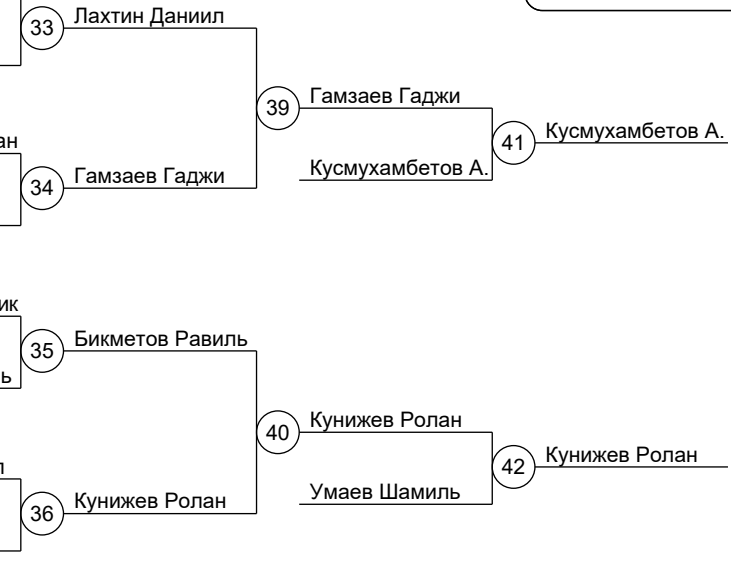 33 Лахтин Даниил
39 Гамзаев Гаджи
41 Кусмухамбетов А.
Кусмухамбетов А.
34 Гамзаев Гаджи
35 Бикметов Равиль
40 Кунижев Ролан
42 Кунижев Ролан
Умаев Шамиль
36 Кунижев Ролан